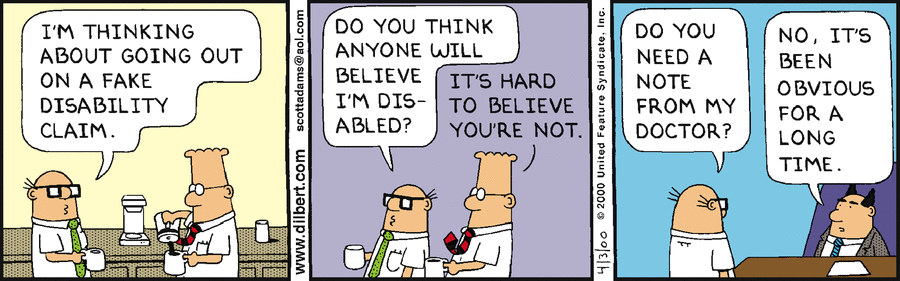 I'M THINKING
ABOUT GOING OUT
ON A FAKE
DISABILITY
CLAIM.
www.dilbert.com scottadams@aol.com
DO YOU THINK
ANYONE WILL
BELIEVE
I'M DIS-
ABLED?
IT'S HARD
TO BELIEVE
YOU'RE NOT.
4/3/00 © 2000 United Feature Syndicate, Inc.
DO YOU
NEED A
NOTE
FROM MY
DOCTOR?
NO, IT'S
BEEN
OBVIOUS
FOR A
LONG
TIME.